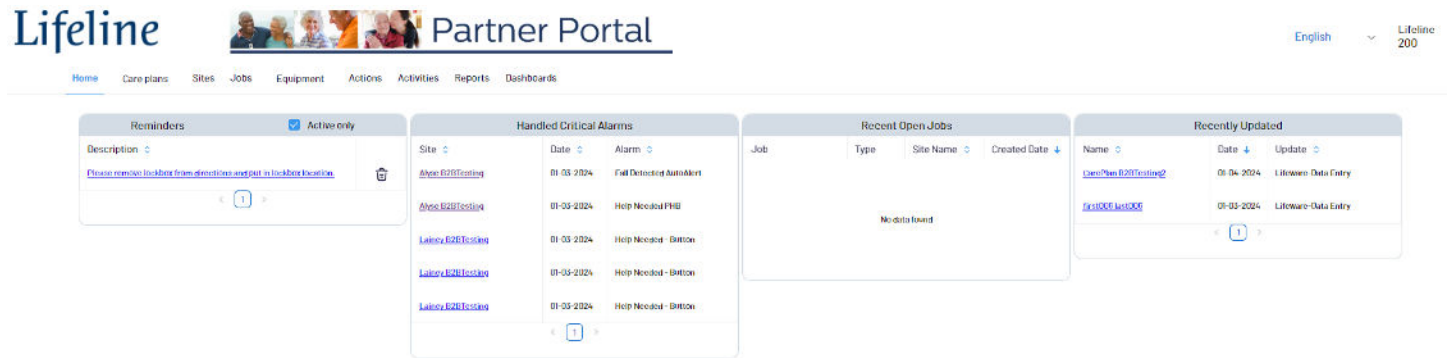 Lifeline
Partner Portal
English
Lifeline
200
Home Care plans Sites Jobs Equipment Actions Activities Reports Dashboards
Reminders Active only
Description
Please remove lockbox from directions and put in lockbox location.
1
Handled Critical Alarms
Site Date Alarm
Alyse B2BTesting 01-03-2024 Fall Detected AutoAlert
Alyse B2BTesting 01-03-2024 Help Needed PHB
Lainey B2BTesting 01-03-2024 Help Needed - Button
Lainey B2BTesting 01-03-2024 Help Needed - Button
Lainey B2BTesting 01-03-2024 Help Needed - Button
1
Recent Open Jobs
Job Type Site Name Created Date
No data found
Recently Updated
Name Date Update
CarePlan B2BTesting2 01-04-2024 Lifeware-Data Entry
first006 last006 01-03-2024 Lifeware-Data Entry
1